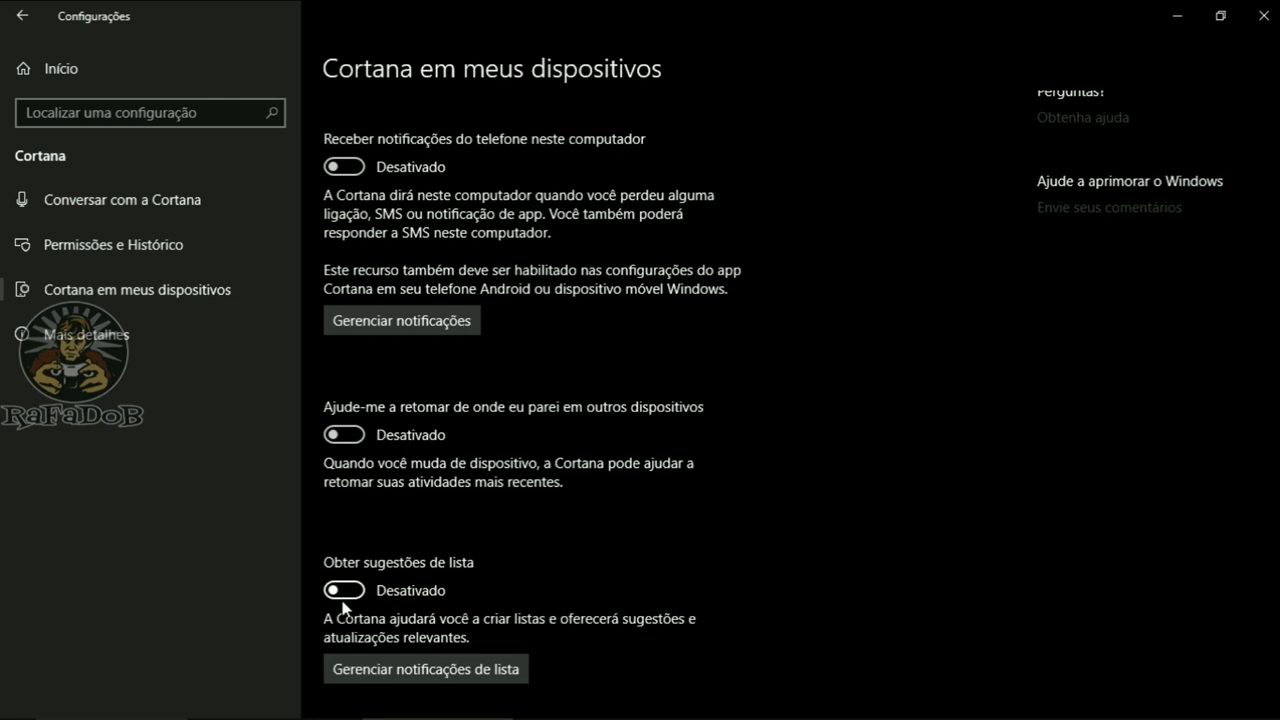 Configurações
Início
Localizar uma configuração
Cortana
Conversar com a Cortana
Permissões e Histórico
Cortana em meus dispositivos
Mais detalhes
RaFaDoB
Cortana em meus dispositivos
Receber notificações do telefone neste computador
Desativado
A Cortana dirá neste computador quando você perdeu alguma
ligação, SMS ou notificação de app. Você também poderá
responder a SMS neste computador.
Este recurso também deve ser habilitado nas configurações do app
Cortana em seu telefone Android ou dispositivo móvel Windows.
Gerenciar notificações
Ajude-me a retomar de onde eu parei em outros dispositivos
Desativado
Quando você muda de dispositivo, a Cortana pode ajudar a
retomar suas atividades mais recentes.
Obter sugestões de lista
Desativado
A Cortana ajudará você a criar listas e oferecerá sugestões e
atualizações relevantes.
Gerenciar notificações de lista
Perguntas?
Obtenha ajuda
Ajude a aprimorar o Windows
Envie seus comentários